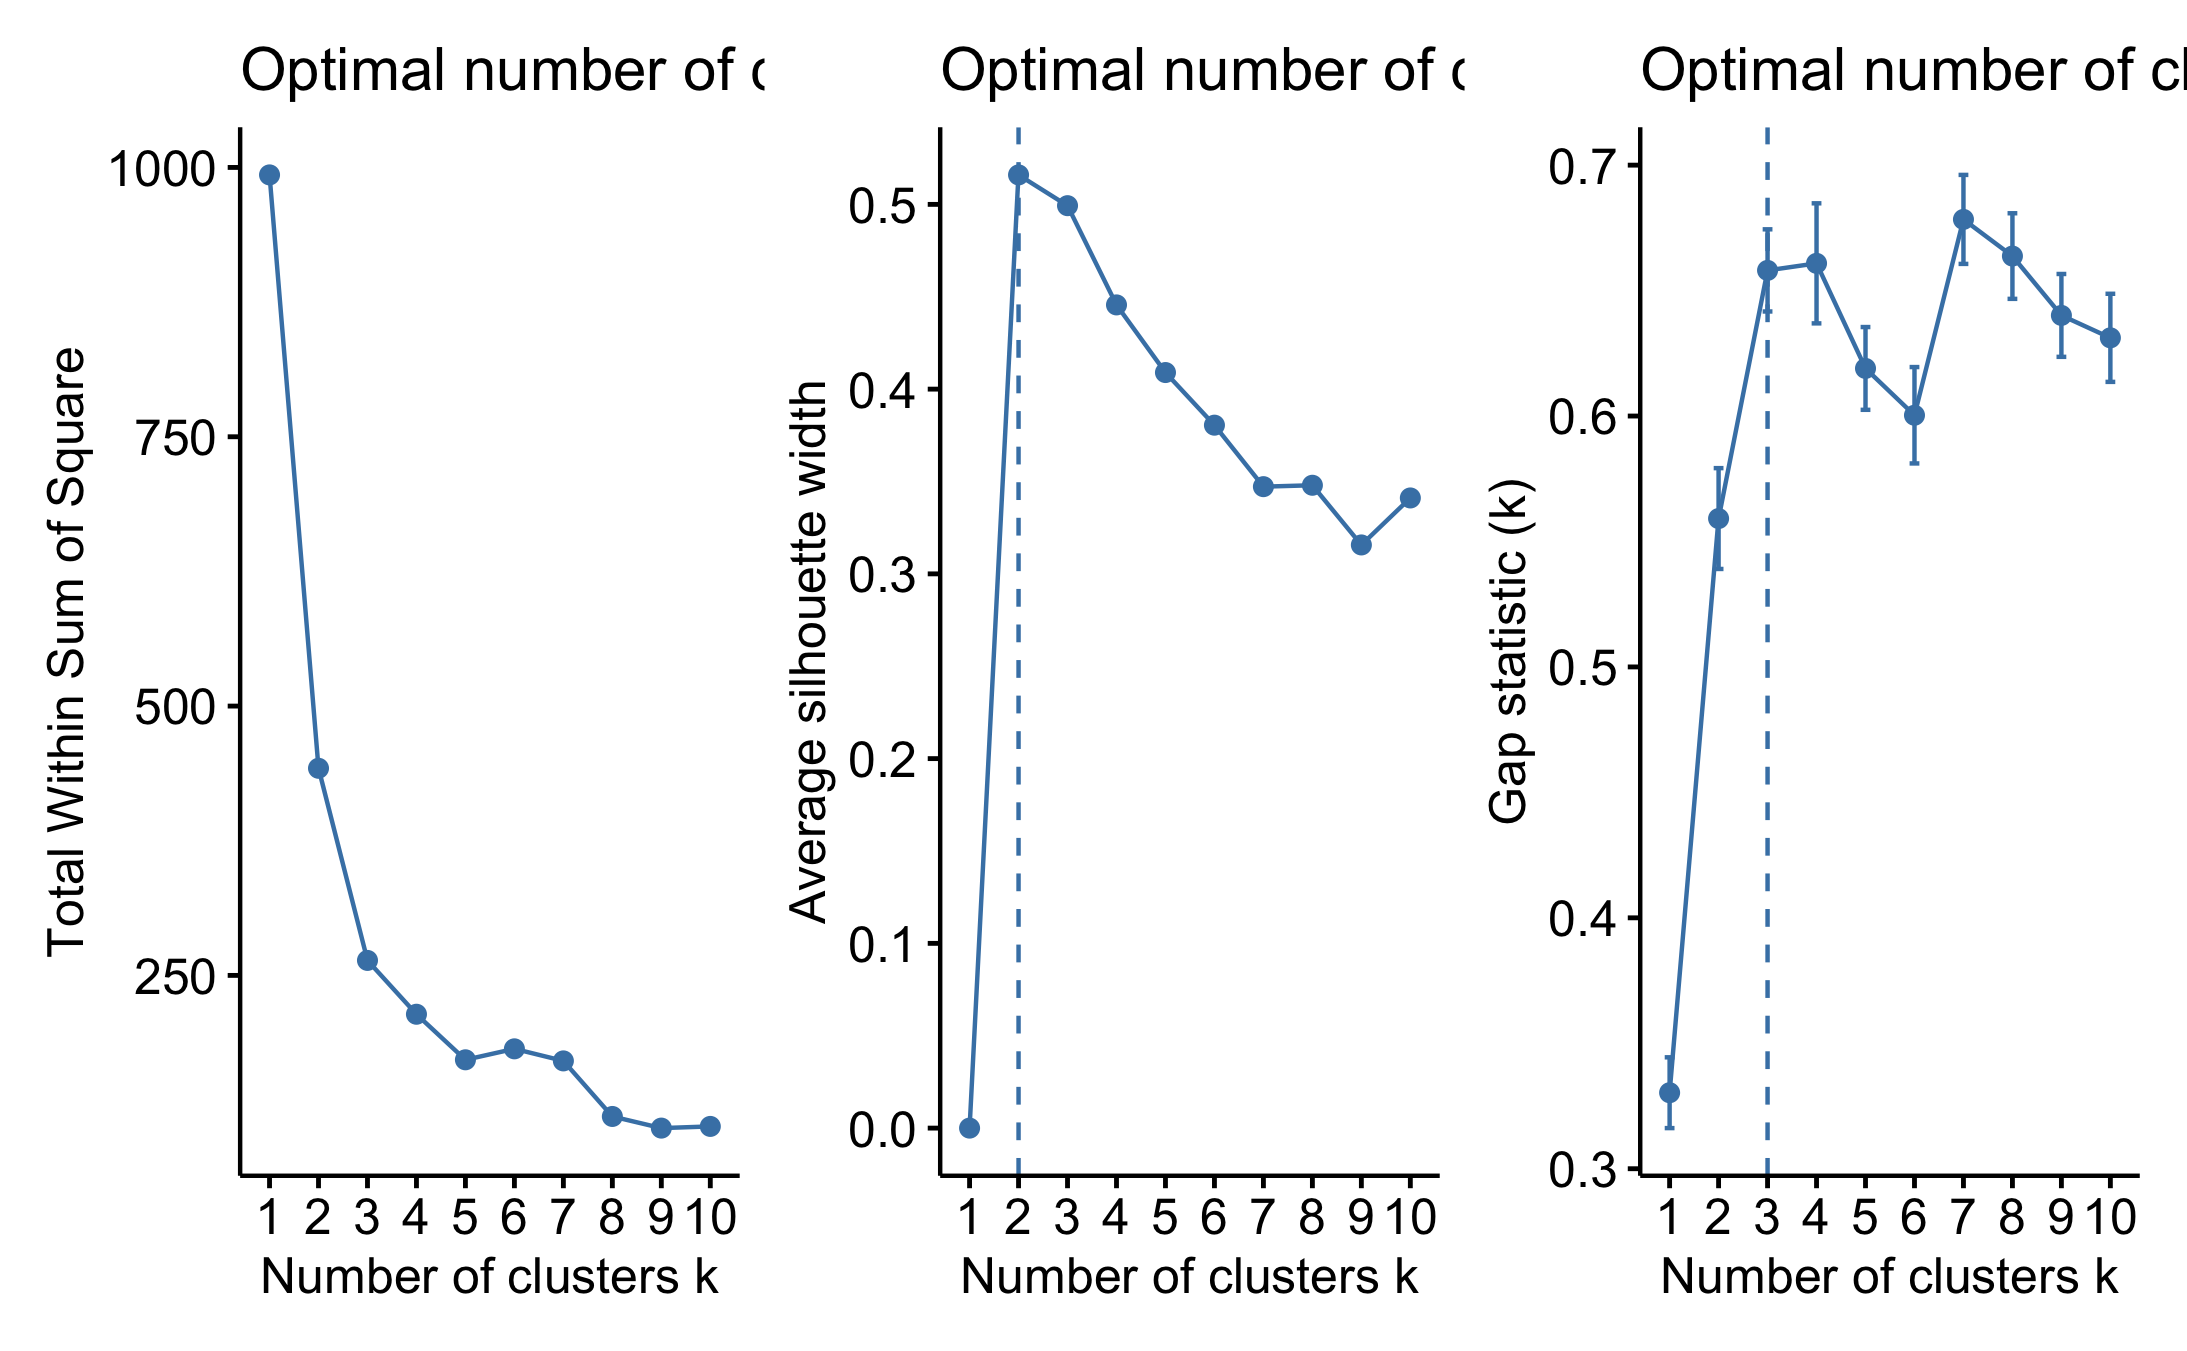 Optimal number of c
Total Within Sum of Square
1000
750
500
250
1 2 3 4 5 6 7 8 9 10
Number of clusters k
Optimal number of c
Average silhouette width
0.5
0.4
0.3
0.2
0.1
0.0
1 2 3 4 5 6 7 8 9 10
Number of clusters k
Optimal number of cl
Gap statistic (k)
0.7
0.6
0.5
0.4
0.3
1 2 3 4 5 6 7 8 9 10
Number of clusters k